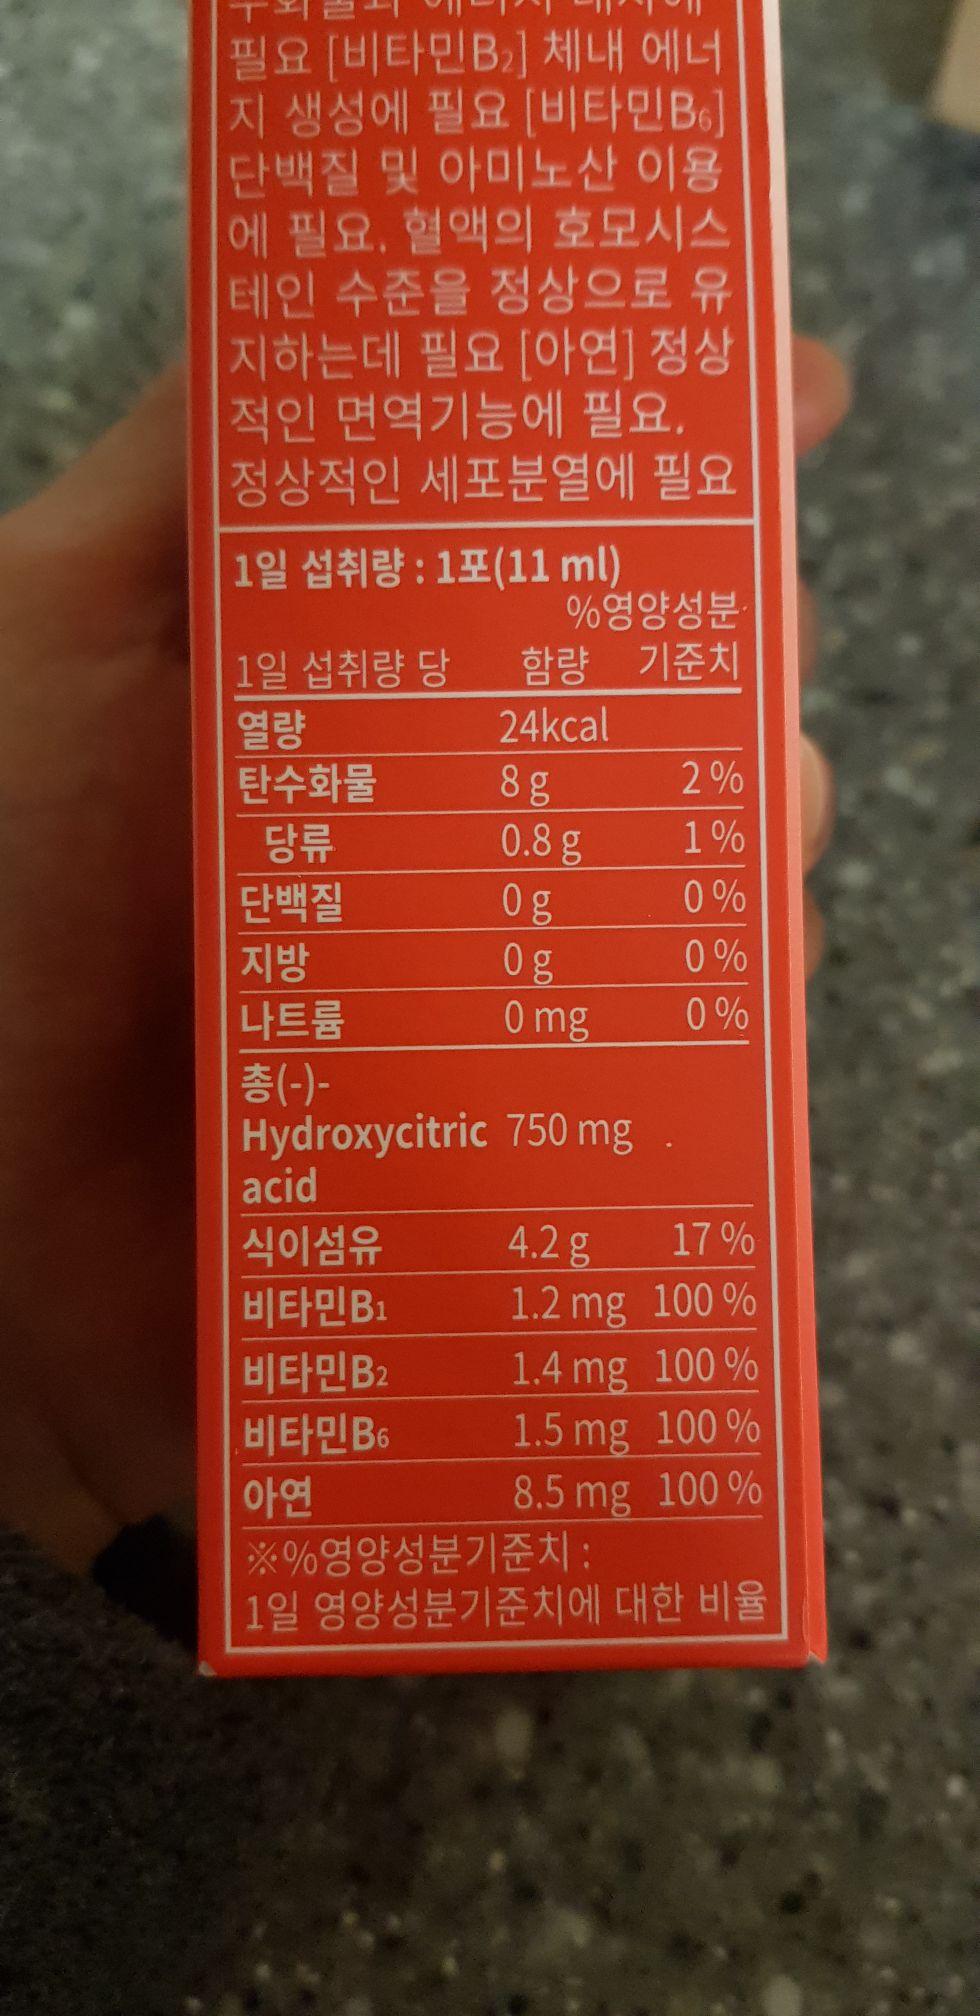 필요 [비타민B₂] 체내 에너
지 생성에 필요 [비타민B₆]
단백질 및 아미노산 이용
에 필요. 혈액의 호모시스
테인 수준을 정상으로 유
지하는데 필요 [아연] 정상
적인 면역기능에 필요.
정상적인 세포분열에 필요
1일 섭취량 : 1포(11 ml)
%영양성분
1일 섭취량 당 함량 기준치
열량 24kcal
탄수화물 8 g 2 %
당류 0.8 g 1 %
단백질 0 g 0 %
지방 0 g 0 %
나트륨 0 mg 0 %
총(-)-
Hydroxycitric 750 mg
acid
식이섬유 4.2 g 17 %
비타민B₁ 1.2 mg 100 %
비타민B₂ 1.4 mg 100 %
비타민B₆ 1.5 mg 100 %
아연 8.5 mg 100 %
※%영양성분기준치 :
1일 영양성분기준치에 대한 비율